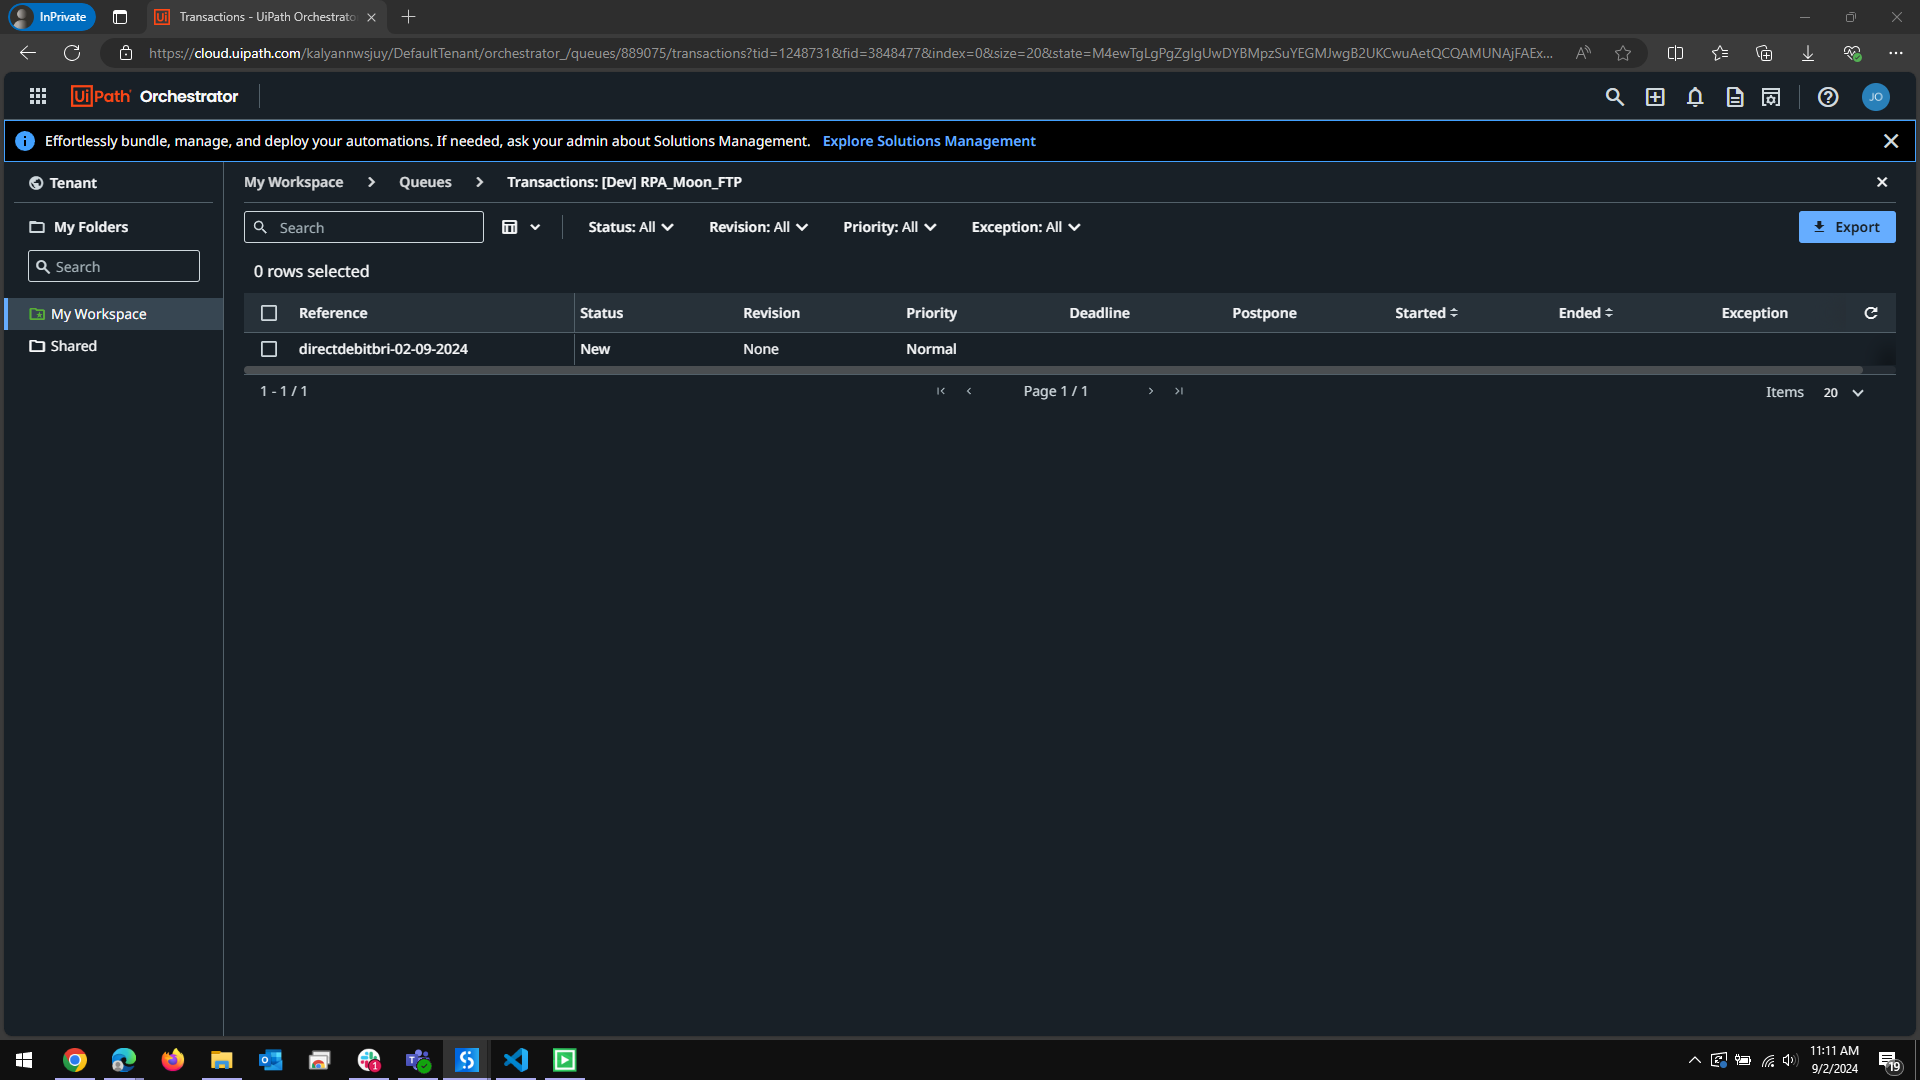 InPrivate
Transactions - UiPath Orchestrato
https://cloud.uipath.com/kalyannwsjuy/DefaultTenant/orchestrator_/queues/889075/transactions?tid=1248731&fid=3848477&index=0&size=20&state=M4ewTgLgPgZglgUwDYBMpzSuYEGMJwgB2UKCwuAetQCQAMUNAjFAEx...
UiPath Orchestrator
JO
Effortlessly bundle, manage, and deploy your automations. If needed, ask your admin about Solutions Management. Explore Solutions Management
Tenant
My Workspace > Queues > Transactions: [Dev] RPA_Moon_FTP
My Folders
Search
Status: All
Revision: All
Priority: All
Exception: All
Export
Search
0 rows selected
My Workspace
Shared
Reference Status Revision Priority Deadline Postpone Started Ended Exception
directdebitbri-02-09-2024 New None Normal
1 - 1 / 1
Page 1 / 1
Items 20
11:11 AM
9/2/2024
1
19